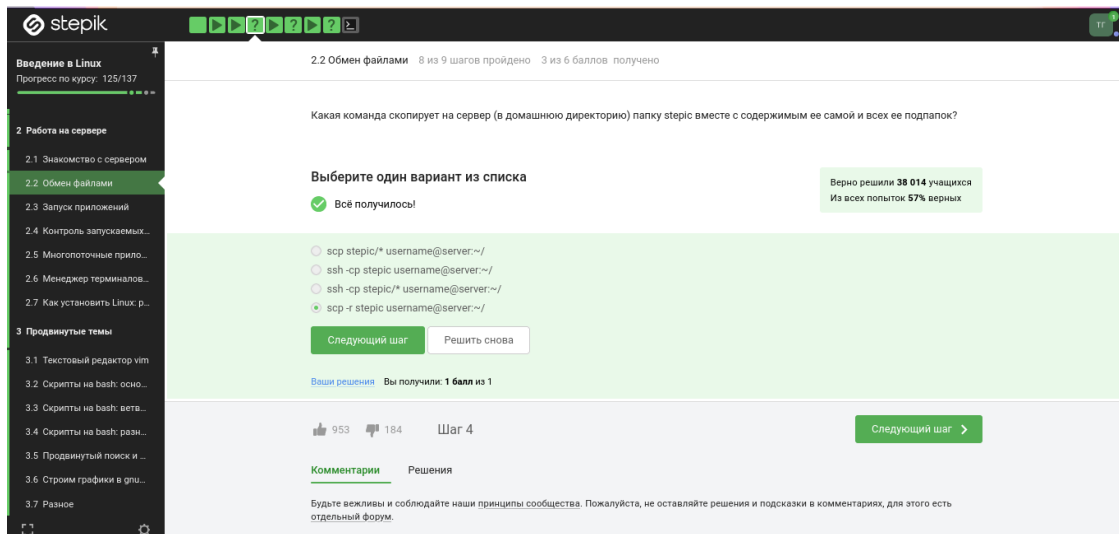 stepik
ТГ
1
Введение в Linux
Прогресс по курсу: 125/137
2 Работа на сервере
2.1 Знакомство с сервером
2.2 Обмен файлами
2.3 Запуск приложений
2.4 Контроль запускаемых...
2.5 Многопоточные прило...
2.6 Менеджер терминалов...
2.7 Как установить Linux: р...
3 Продвинутые темы
3.1 Текстовый редактор vim
3.2 Скрипты на bash: осно...
3.3 Скрипты на bash: ветв...
3.4 Скрипты на bash: разн...
3.5 Продвинутый поиск и ...
3.6 Строим графики в gnu...
3.7 Разное
2.2 Обмен файлами 8 из 9 шагов пройдено 3 из 6 баллов получено
Какая команда скопирует на сервер (в домашнюю директорию) папку stepic вместе с содержимым ее самой и всех ее подпапок?
Выберите один вариант из списка
Всё получилось!
Верно решили 38 014 учащихся
Из всех попыток 57% верных
scp stepic/* username@server:~/
ssh -cp stepic username@server:~/
ssh -cp stepic/* username@server:~/
scp -r stepic username@server:~/
Следующий шаг
Решить снова
Ваши решения Вы получили: 1 балл из 1
953 184 Шаг 4
Следующий шаг
Комментарии Решения
Будьте вежливы и соблюдайте наши принципы сообщества. Пожалуйста, не оставляйте решения и подсказки в комментариях, для этого есть
отдельный форум.